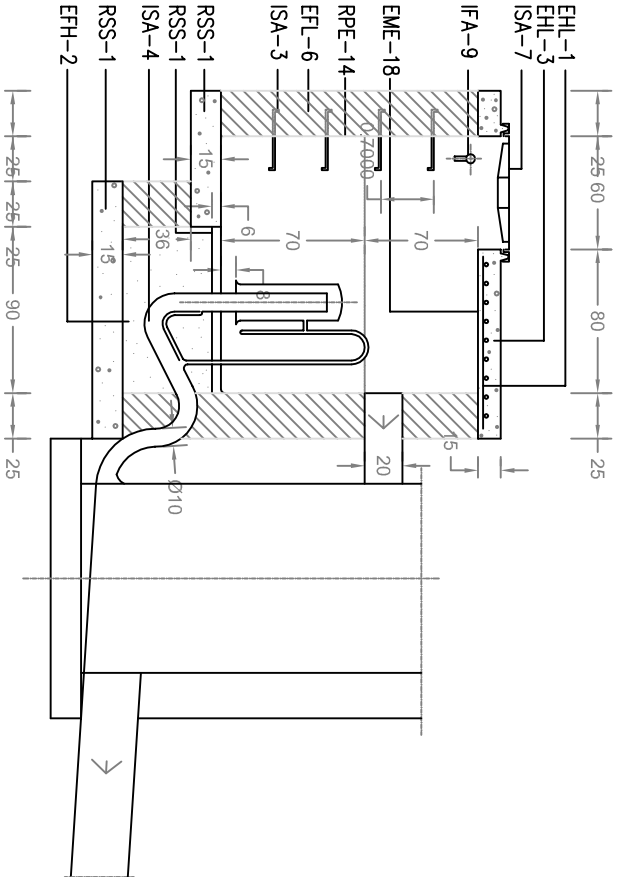 EHL-1
EHL-3
ISA-7
IFA-9
EME-18
RPE-14
EFL-6
ISA-3
RSS-1
RSS-1
ISA-4
RSS-1
EFH-2
25 60 80 25
15
20
0.7000
70
70
8
6
15
36
Ø10
15
25 25 25 90 25